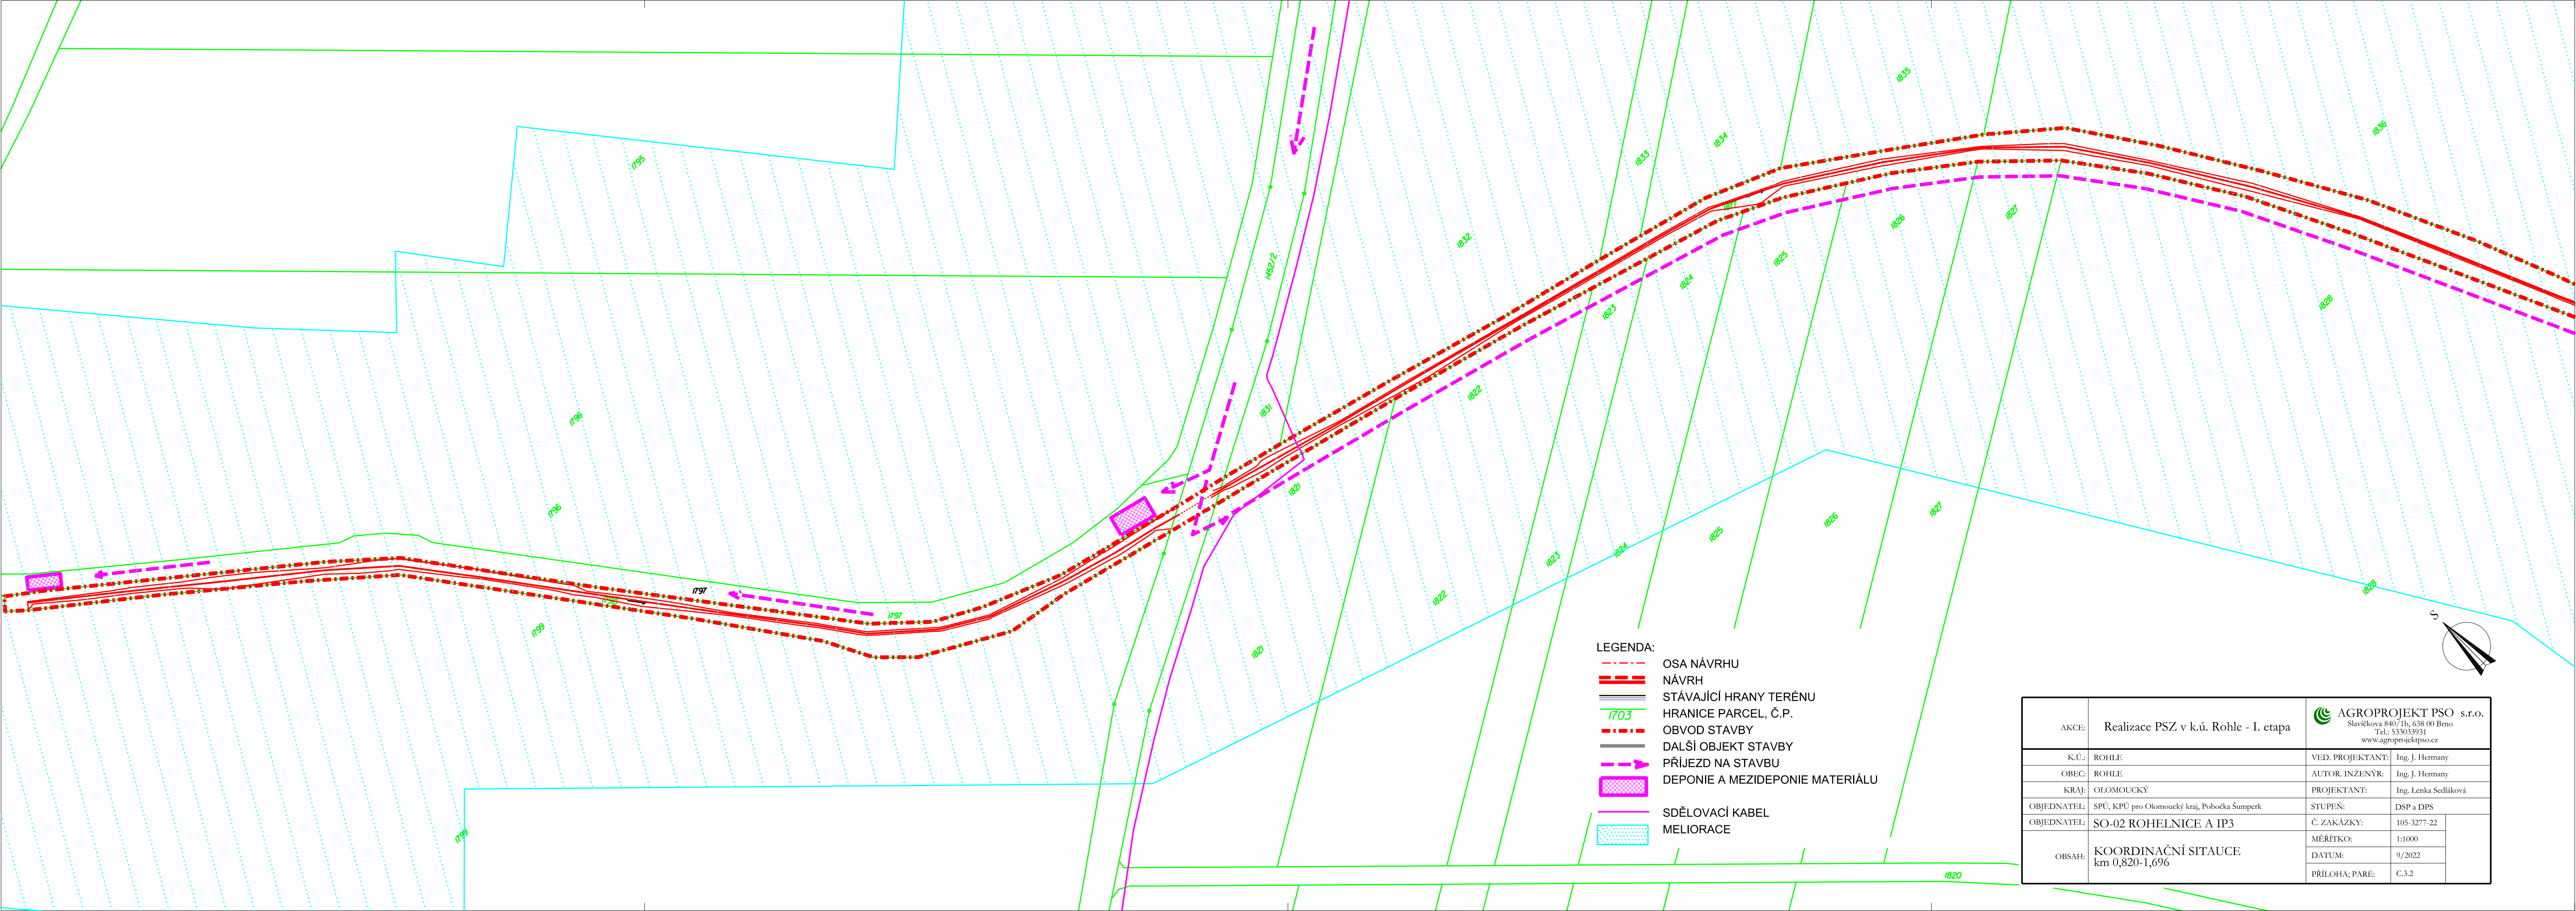 1835
1834
1836
1833
1795
1827
1826
1832
1825
1452/2
1824
1828
1823
1822
1831
1796
1821
1796
1827
1826
1825
1824
1823
1828
1797
1822
1797
1799
1821
1799
1820
S
LEGENDA:
OSA NÁVRHU
NÁVRH
STÁVAJÍCÍ HRANY TERÉNU
1703 HRANICE PARCEL, Č.P.
OBVOD STAVBY
DALŠÍ OBJEKT STAVBY
PŘÍJEZD NA STAVBU
DEPONIE A MEZIDEPONIE MATERIÁLU
SDĚLOVACÍ KABEL
MELIORACE
AKCE: Realizace PSZ v k.ú. Rohle - I. etapa
AGROPROJEKT PSO s.r.o.
Slavíčkova 840/1b, 638 00 Brno
Tel.: 533033931
www.agroprojektpso.cz
K.Ú.: ROHLE VED. PROJEKTANT: Ing. J. Hermany
OBEC: ROHLE AUTOR. INŽENÝR: Ing. J. Hermany
KRAJ: OLOMOUCKÝ PROJEKTANT: Ing. Lenka Sedláková
OBJEDNATEL: SPÚ, KPÚ pro Olomoucký kraj, Pobočka Šumperk STUPEŇ: DSP a DPS
OBJEDNATEL: SO-02 ROHELNICE A IP3 Č. ZAKÁZKY: 105-3277-22
MĚŘÍTKO: 1:1000
OBSAH: KOORDINAČNÍ SITAUCE
km 0,820-1,696
DATUM: 9/2022
PŘÍLOHA; PARÉ: C.3.2